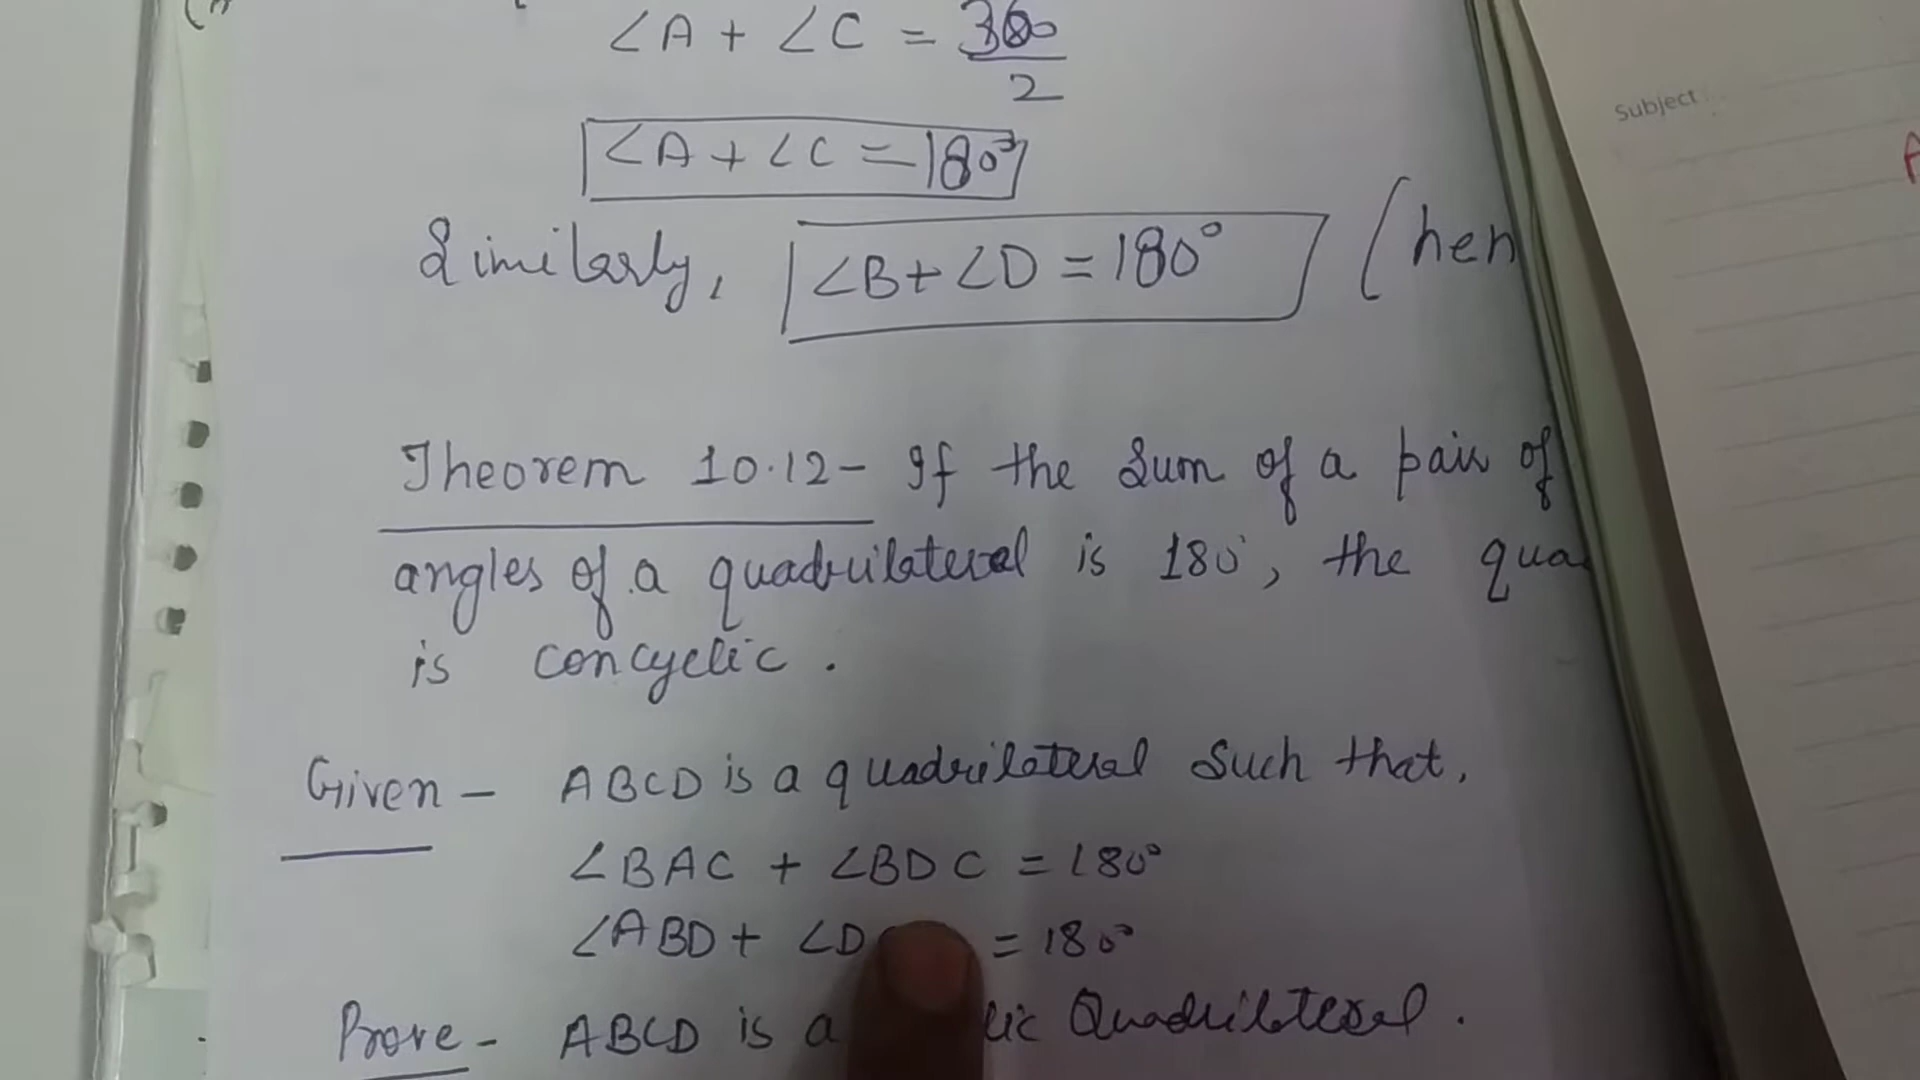 ∠A + ∠C = 360/2
∠A + ∠C = 180°
Similarly, ∠B + ∠D = 180° (hen
Theorem 10.12 - If the Sum of a pair of
angles of a quadrilateral is 180°, the qua
is concyclic.
Given - ABCD is a quadrilateral Such that,
∠BAC + ∠BDC = 180°
∠ABD + ∠D = 180°
Prove - ABCD is a lic Quadrilateral.
Subject